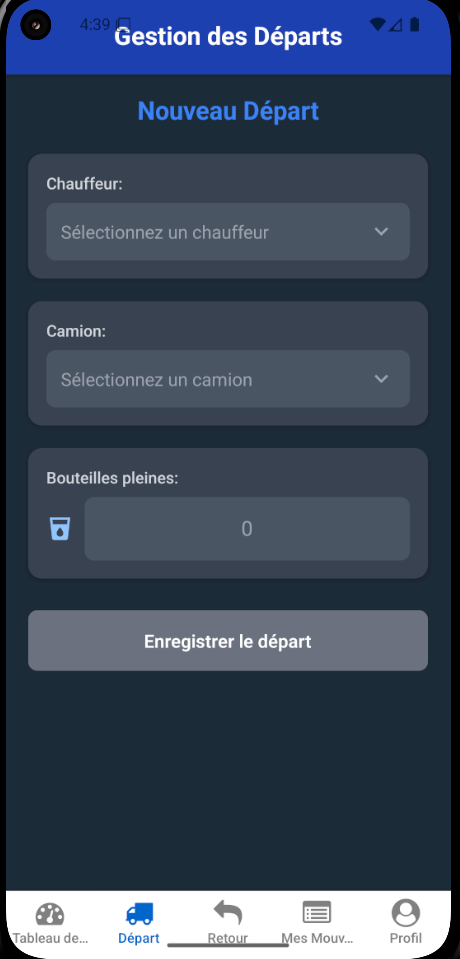 4:39
Gestion des Départs
Nouveau Départ
Chauffeur:
Sélectionnez un chauffeur
Camion:
Sélectionnez un camion
Bouteilles pleines:
0
Enregistrer le départ
Tableau de...
Départ
Retour
Mes Mouv...
Profil